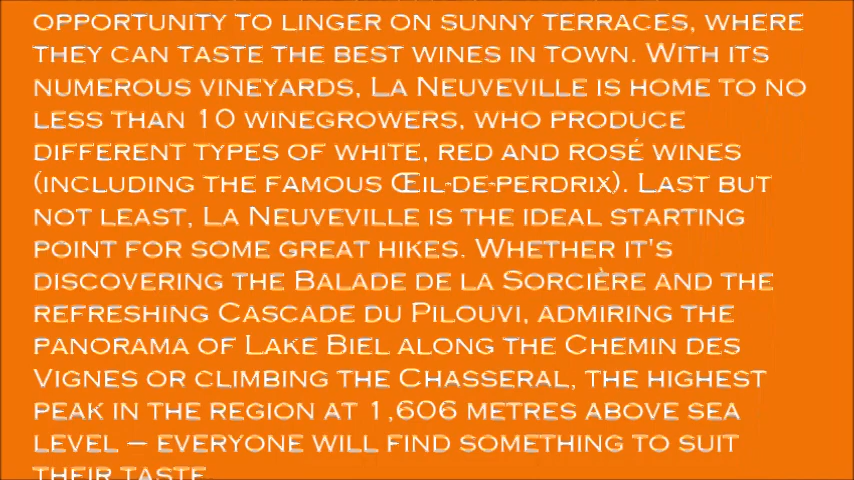 OPPORTUNITY TO LINGER ON SUNNY TERRACES, WHERE
THEY CAN TASTE THE BEST WINES IN TOWN. WITH ITS
NUMEROUS VINEYARDS, LA NEUVEVILLE IS HOME TO NO
LESS THAN 10 WINEGROWERS, WHO PRODUCE
DIFFERENT TYPES OF WHITE, RED AND ROSÉ WINES
(INCLUDING THE FAMOUS ŒIL-DE-PERDRIX). LAST BUT
NOT LEAST, LA NEUVEVILLE IS THE IDEAL STARTING
POINT FOR SOME GREAT HIKES. WHETHER IT'S
DISCOVERING THE BALADE DE LA SORCIÈRE AND THE
REFRESHING CASCADE DU PILOUVI, ADMIRING THE
PANORAMA OF LAKE BIEL ALONG THE CHEMIN DES
VIGNES OR CLIMBING THE CHASSERAL, THE HIGHEST
PEAK IN THE REGION AT 1,606 METRES ABOVE SEA
LEVEL – EVERYONE WILL FIND SOMETHING TO SUIT
THEIR TASTE.